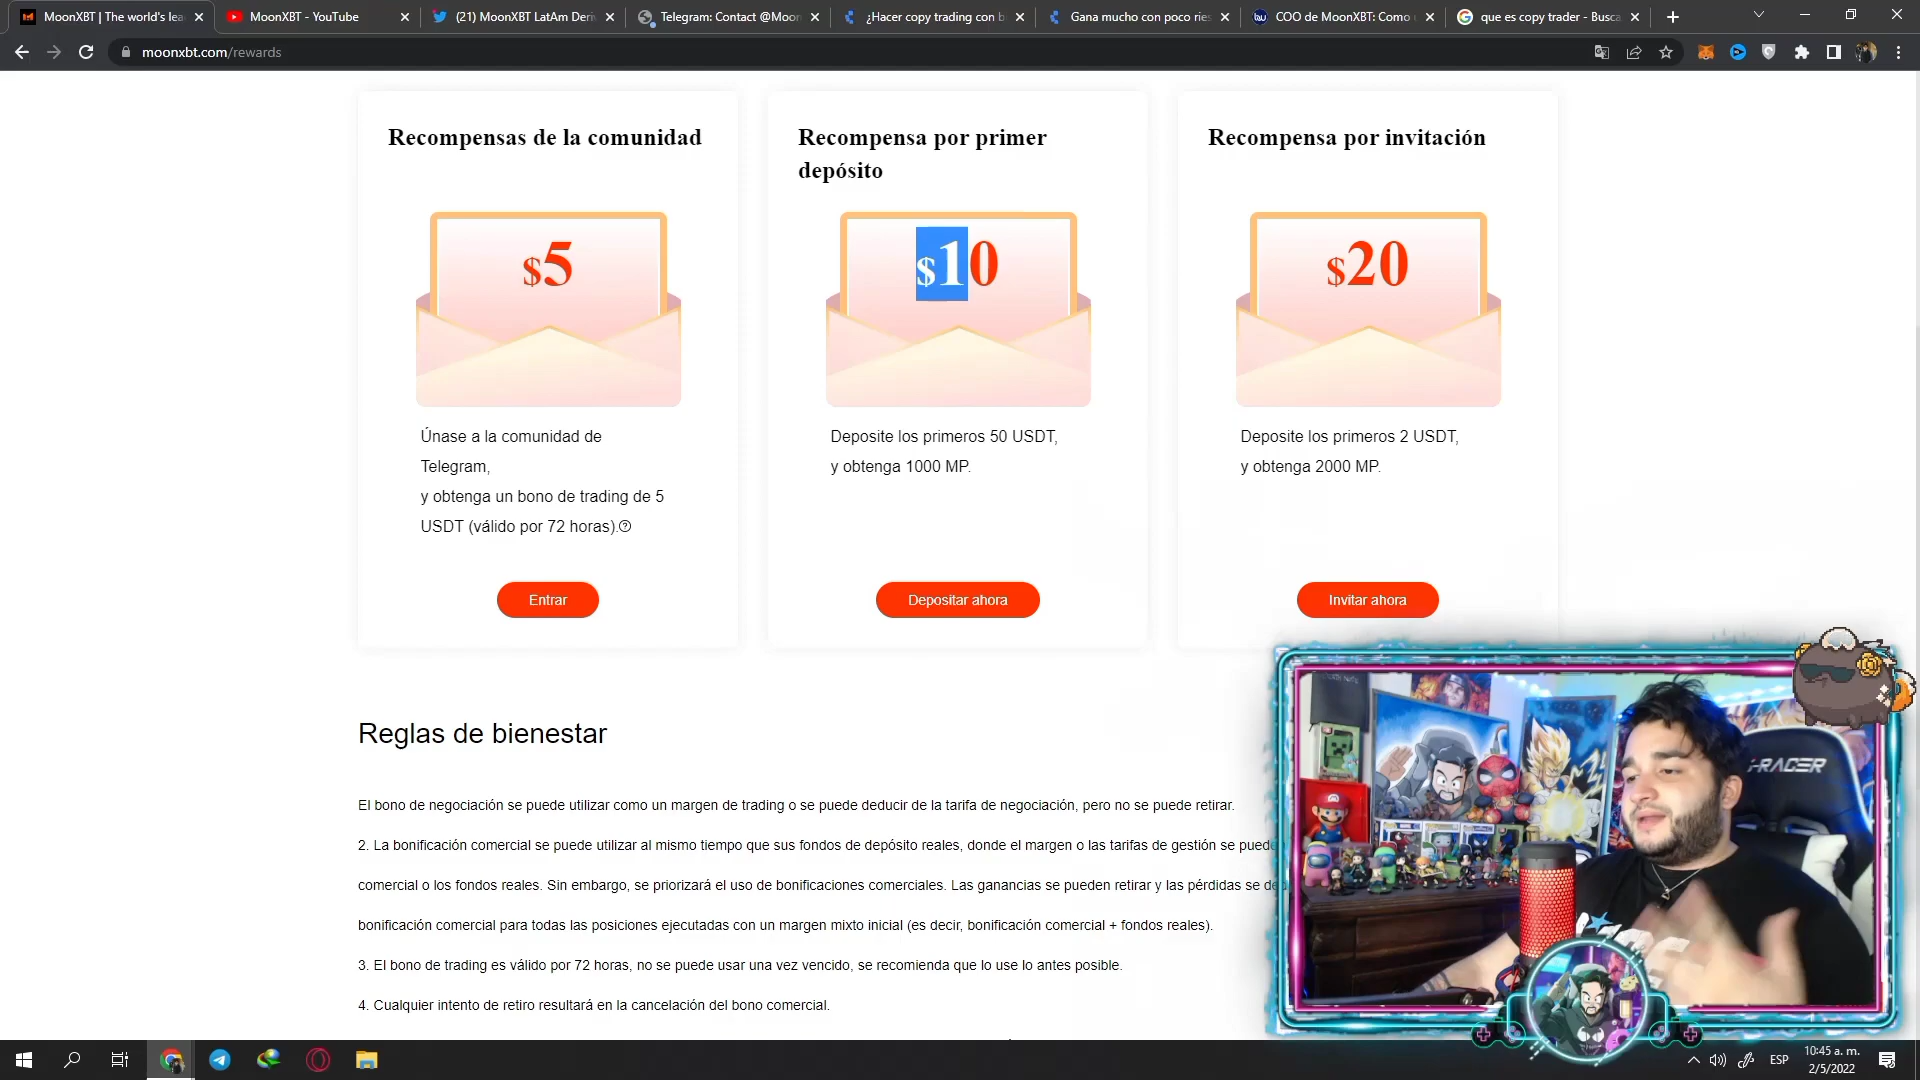 MoonXBT | The world's lea
MoonXBT - YouTube
(21) MoonXBT LatAm Deri
Telegram: Contact @Moon
¿Hacer copy trading con b
Gana mucho con poco ries
COO de MoonXBT: Como
que es copy trader - Busca
moonxbt.com/rewards
Recompensas de la comunidad
$5
Únase a la comunidad de
Telegram,
y obtenga un bono de trading de 5
USDT (válido por 72 horas).
Entrar
Recompensa por primer
depósito
$10
Deposite los primeros 50 USDT,
y obtenga 1000 MP.
Depositar ahora
Recompensa por invitación
$20
Deposite los primeros 2 USDT,
y obtenga 2000 MP.
Invitar ahora
Reglas de bienestar
El bono de negociación se puede utilizar como un margen de trading o se puede deducir de la tarifa de negociación, pero no se puede retirar.
2. La bonificación comercial se puede utilizar al mismo tiempo que sus fondos de depósito reales, donde el margen o las tarifas de gestión se puede
comercial o los fondos reales. Sin embargo, se priorizará el uso de bonificaciones comerciales. Las ganancias se pueden retirar y las pérdidas se de
bonificación comercial para todas las posiciones ejecutadas con un margen mixto inicial (es decir, bonificación comercial + fondos reales).
3. El bono de trading es válido por 72 horas, no se puede usar una vez vencido, se recomienda que lo use lo antes posible.
4. Cualquier intento de retiro resultará en la cancelación del bono comercial.
I-RACER
ESP
10:45 a. m.
2/5/2022